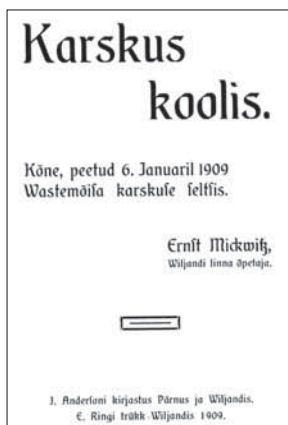 Karskus
koolis.
Kõne, peetud 6. Januaril 1909
Wastemõisa karskuse seltsis.
Ernst Mickwitz,
Wiljandi linna õpetaja.
J. Andersoni kirjastus Pärnus ja Wiljandis.
E. Ringi trükk Wiljandis 1909.